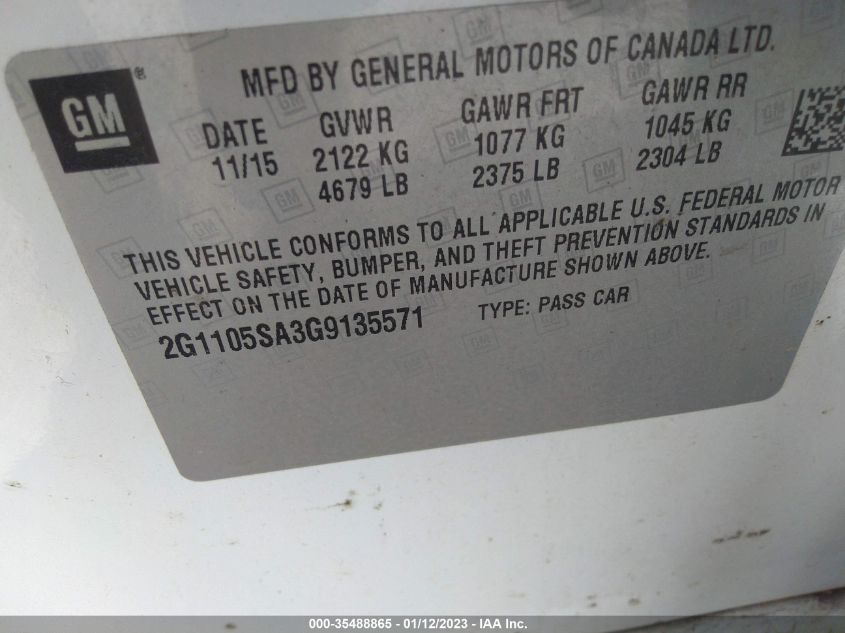 MFD BY GENERAL MOTORS OF CANADA LTD.
GM®
DATE GVWR GAWR FRT GAWR RR
11/15 2122 KG 1077 KG 1045 KG
4679 LB 2375 LB 2304 LB
THIS VEHICLE CONFORMS TO ALL APPLICABLE U.S. FEDERAL MOTOR
VEHICLE SAFETY, BUMPER, AND THEFT PREVENTION STANDARDS IN
EFFECT ON THE DATE OF MANUFACTURE SHOWN ABOVE.
2G1105SA3G9135571 TYPE: PASS CAR
000-35488865 - 01/12/2023 - IAA Inc.